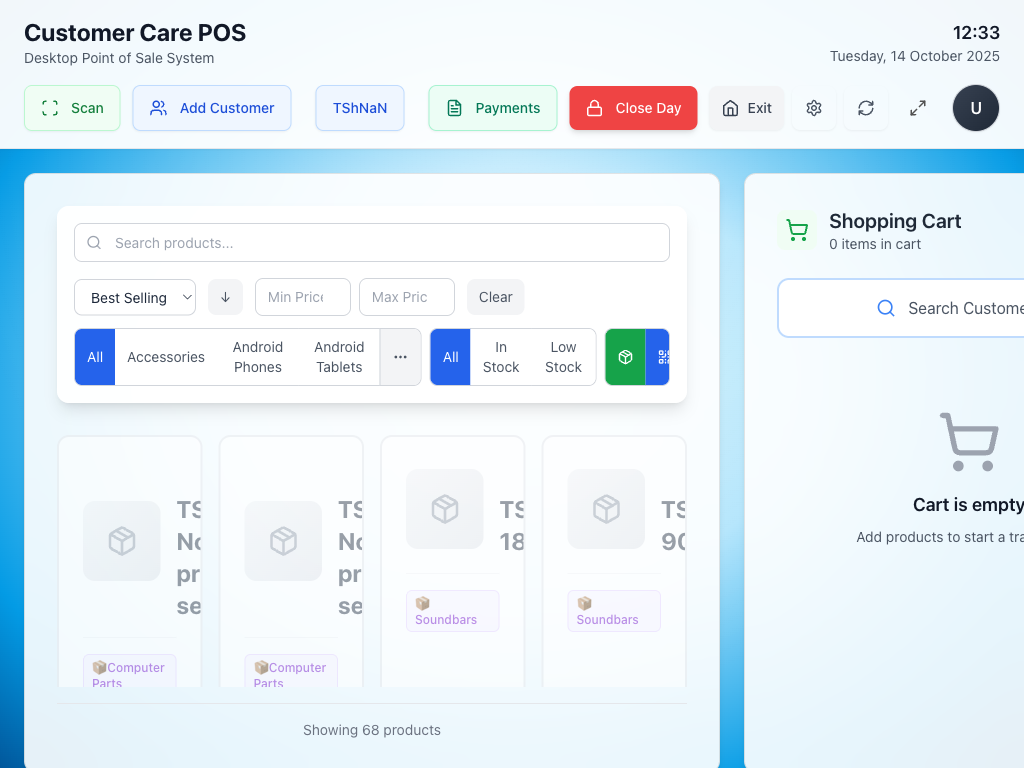 Customer Care POS
Desktop Point of Sale System
12:33
Tuesday, 14 October 2025
Scan
Add Customer
TShNaN
Payments
Close Day
Exit
U
Search products...
Best Selling
↓
Min Pric
Max Pric
Clear
All
Accessories
Android
Phones
Android
Tablets
...
All
In
Stock
Low
Stock
Shopping Cart
0 items in cart
Search Custome
Cart is empty
Add products to start a tra
TS
No
pr
se
Computer
Parts
TS
No
pr
se
Computer
Parts
TS
18
Soundbars
TS
90
Soundbars
Showing 68 products